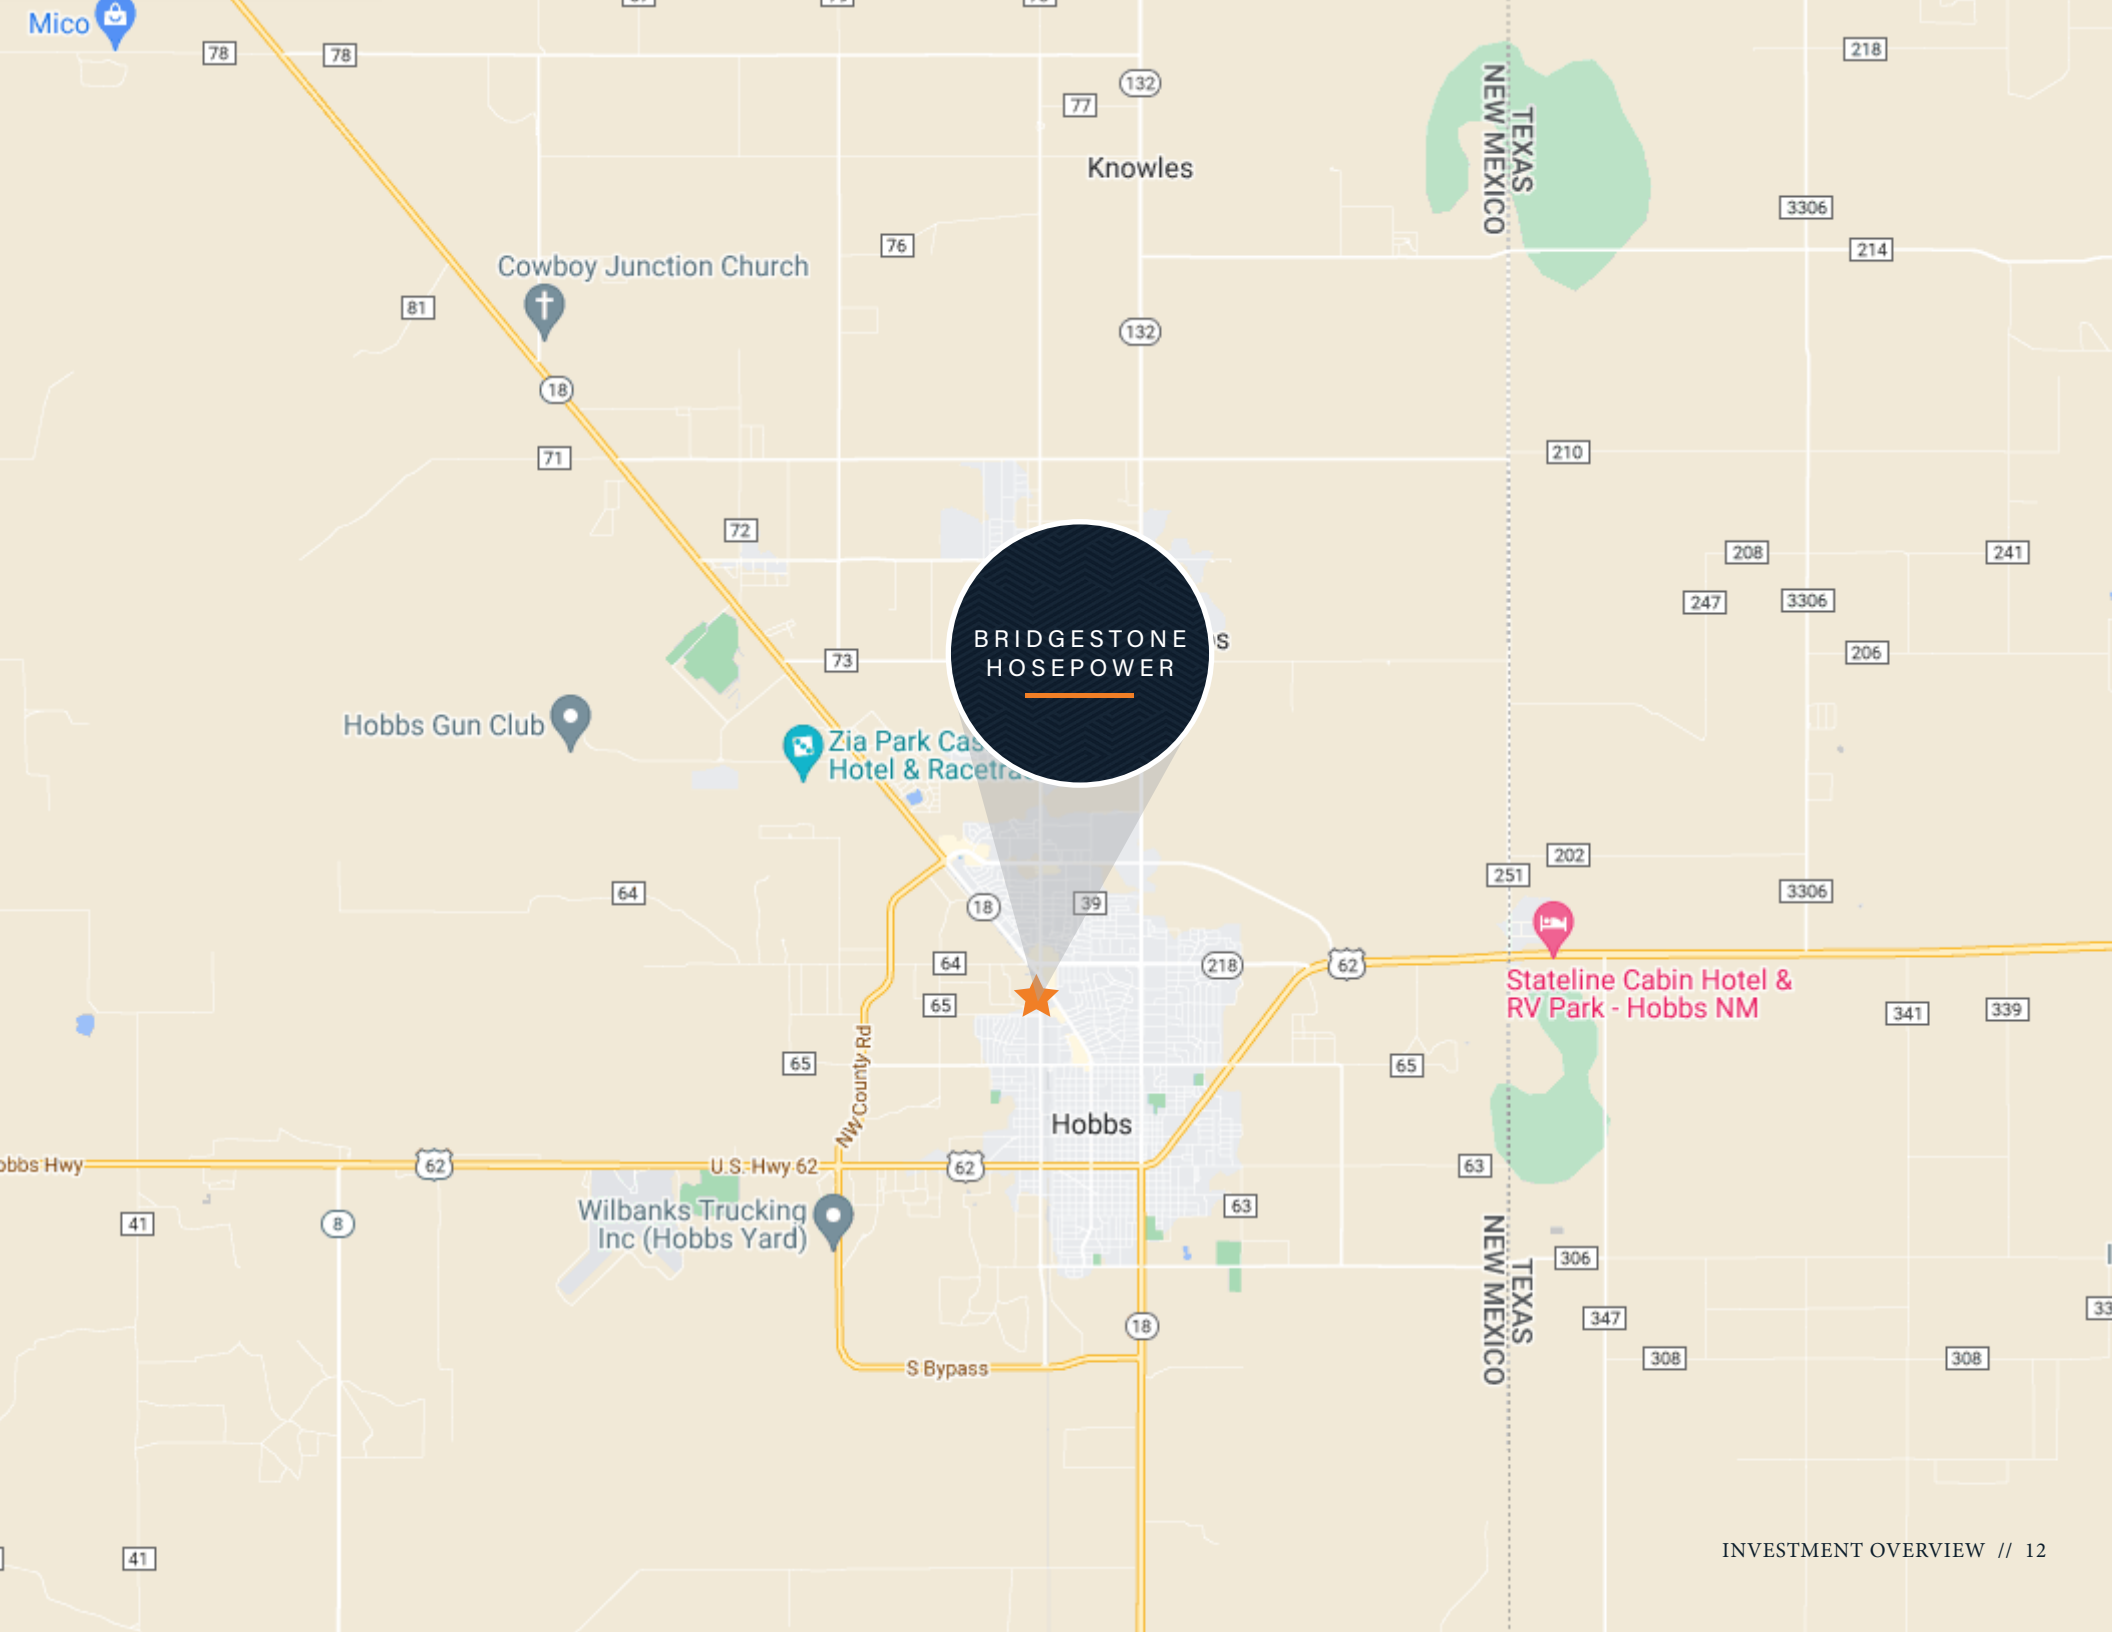 Mico
78
78
132
77
218
NEW MEXICO
TEXAS
Knowles
3306
76
214
Cowboy Junction Church
81
132
18
71
210
72
208
241
247
3306
BRIDGESTONE
HOSEPOWER
73
206
Hobbs Gun Club
Zia Park Cas
Hotel & Racetra
202
251
3306
64
18
39
64
218
62
65
Stateline Cabin Hotel &
RV Park - Hobbs NM
341
339
65
NW County Rd
65
Hobbs
obbs Hwy
62
U.S. Hwy 62
62
63
Wilbanks Trucking
Inc (Hobbs Yard)
63
41
8
NEW MEXICO
TEXAS
306
347
33
18
S Bypass
308
308
41
INVESTMENT OVERVIEW // 12